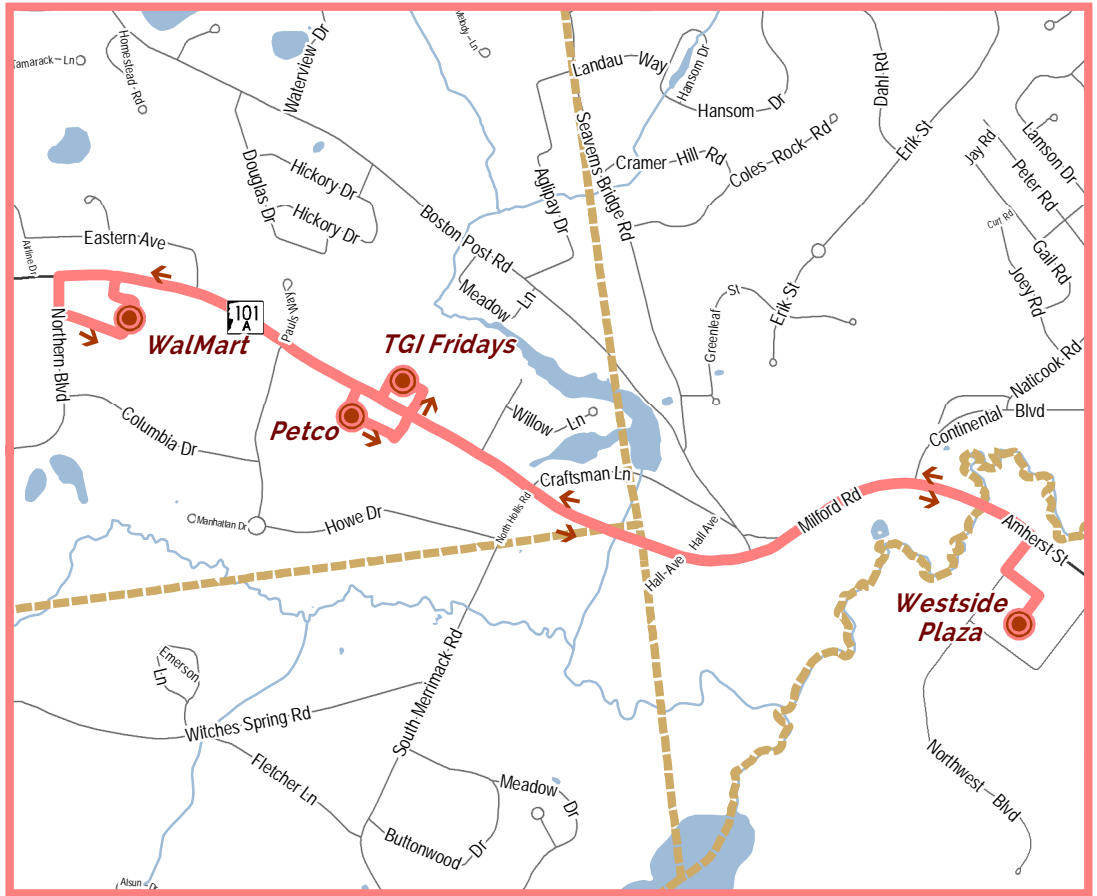 Homestead Rd
Tamarack Ln
Waterview Dr
Melody Ln
Landau Way
Hansom Dr
Hansom Dr
Dahl Rd
Erik St
Jay Rd
Lamson Dr
Peter Rd
Curt Rd
Gail Rd
Joey Rd
Seaverns Bridge Rd
Cramer Hill Rd
Coles Rock Rd
Aglipay Dr
Douglas Dr
Hickory Dr
Hickory Dr
Boston Post Rd
Eastern Ave
Airline Dr
Meadow Ln
St
Greenleaf
Erik St
101
A
Pauls Way
WalMart
TGI Fridays
Northern Blvd
Naticook Rd
Continental Blvd
Petco
Willow Ln
Columbia Dr
Craftsman Ln
Milford Rd
North Hollis Rd
Manhattan Dr
Howe Dr
Hall Ave
Hall Ave
Amherst St
Westside
Plaza
Emerson
Ln
South Merrimack Rd
Witches Spring Rd
Fletcher Ln
Meadow Dr
Northwest Blvd
Buttonwood Dr
Alsun Dr